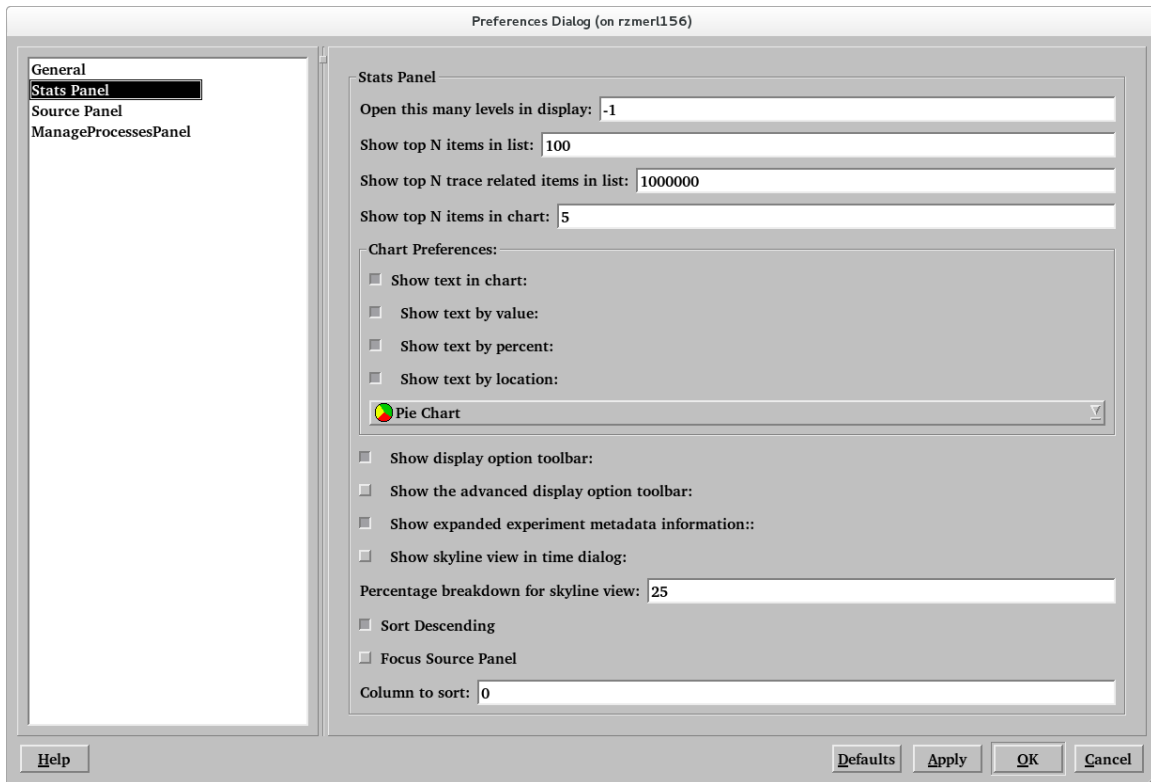 Preferences Dialog (on rzmerl156)
General
Stats Panel
Source Panel
ManageProcessesPanel
Stats Panel
Open this many levels in display: -1
Show top N items in list: 100
Show top N trace related items in list: 1000000
Show top N items in chart: 5
Chart Preferences:
Show text in chart:
Show text by value:
Show text by percent:
Show text by location:
Pie Chart
Show display option toolbar:
Show the advanced display option toolbar:
Show expanded experiment metadata information::
Show skyline view in time dialog:
Percentage breakdown for skyline view: 25
Sort Descending
Focus Source Panel
Column to sort: 0
Help Defaults Apply OK Cancel